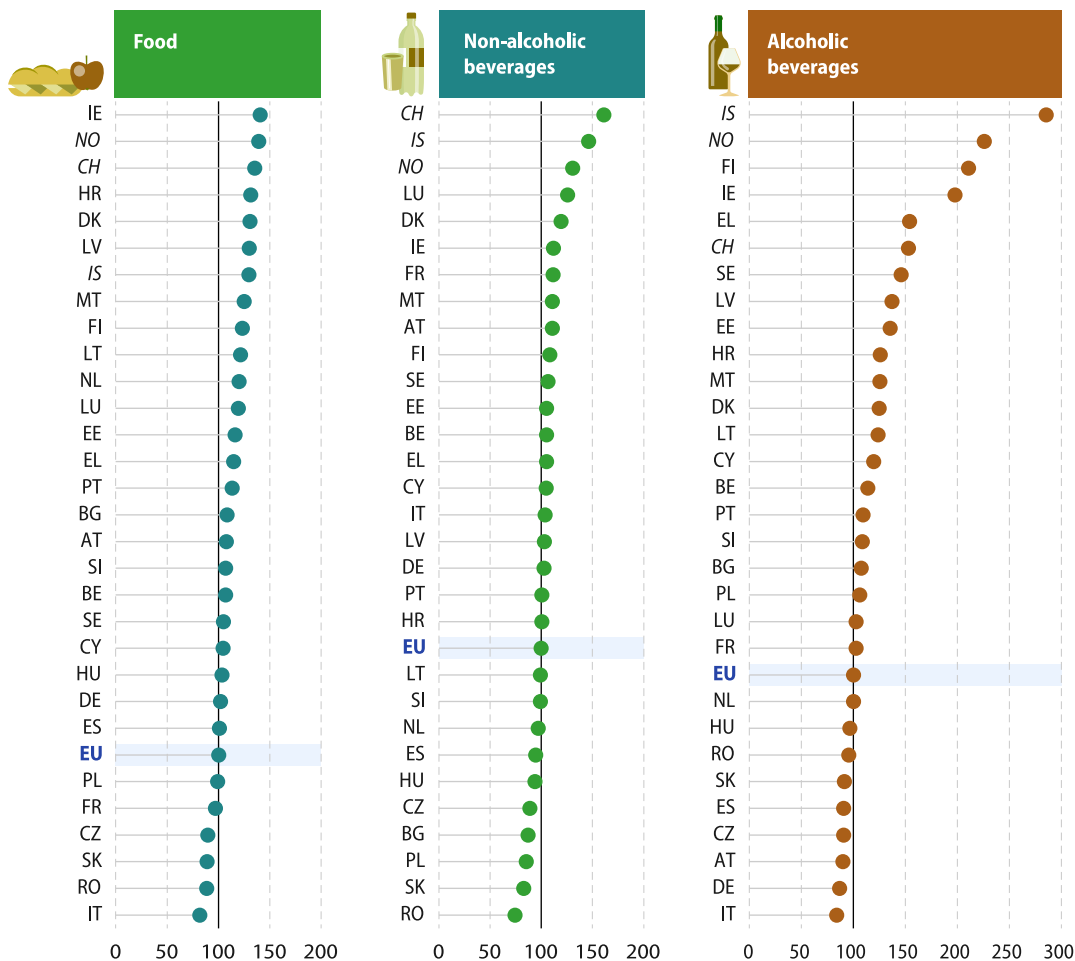 Food
IE
NO
CH
HR
DK
LV
IS
MT
FI
LT
NL
LU
EE
EL
PT
BG
AT
SI
BE
SE
CY
HU
DE
ES
EU
PL
FR
CZ
SK
RO
IT
0 50 100 150 200
Non-alcoholic
beverages
CH
IS
NO
LU
DK
IE
FR
MT
AT
FI
SE
EE
BE
EL
CY
IT
LV
DE
PT
HR
EU
LT
SI
NL
ES
HU
CZ
BG
PL
SK
RO
0 50 100 150 200
Alcoholic
beverages
IS
NO
FI
IE
EL
CH
SE
LV
EE
HR
MT
DK
LT
CY
BE
PT
SI
BG
PL
LU
FR
EU
NL
HU
RO
SK
ES
CZ
AT
DE
IT
0 50 100 150 200 250 300